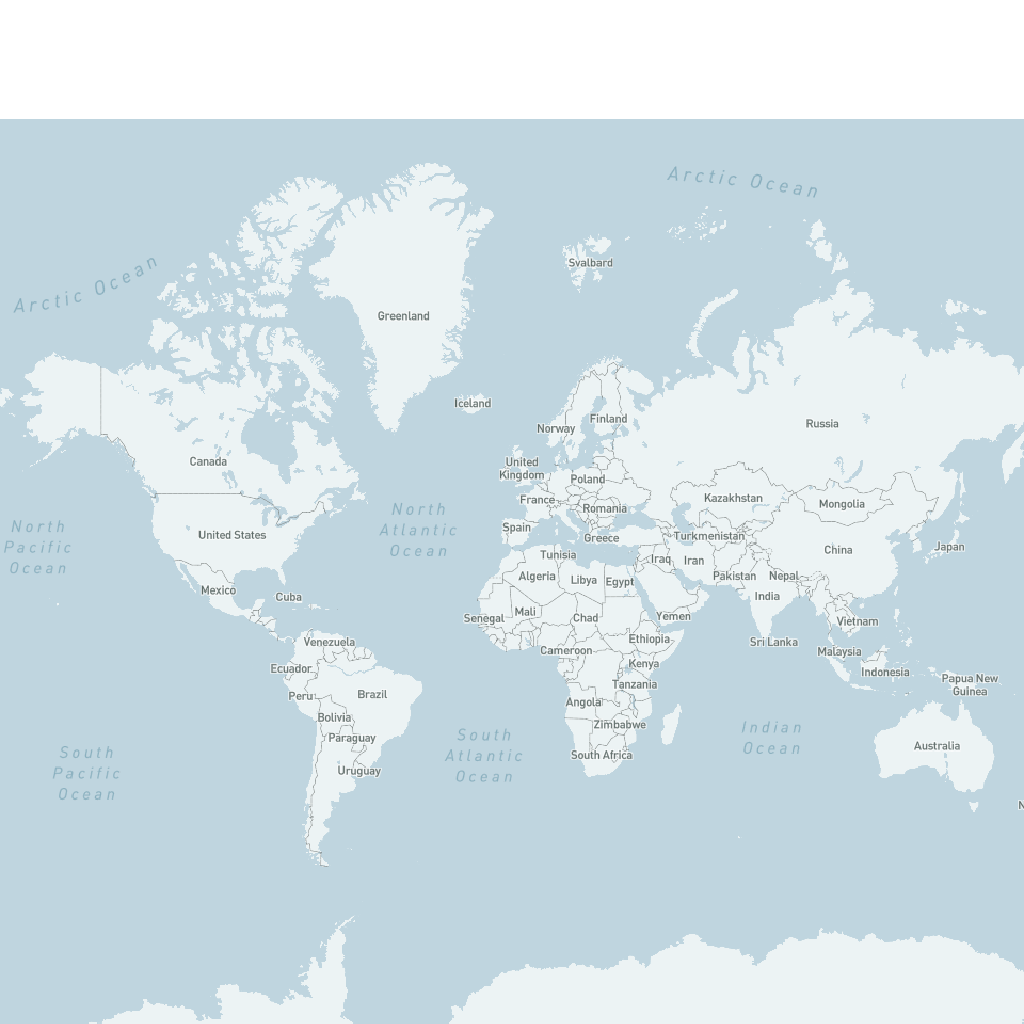 Arctic Ocean
Arctic Ocean
Svalbard
Greenland
Iceland
Finland
Norway
Russia
Canada
United
Kingdom
Poland
France
Kazakhstan
Mongolia
Romania
North
Atlantic
Ocean
North
Pacific
Ocean
United States
Spain
Greece
Turkmenistan
China
Japan
Tunisia
Iraq
Iran
Algeria
Libya
Egypt
Pakistan
Nepal
Mexico
Cuba
India
Mali
Senegal
Chad
Yemen
Vietnam
Venezuela
Ethiopia
Sri Lanka
Cameroon
Malaysia
Kenya
Ecuador
Indonesia
Papua New
Guinea
Tanzania
Peru
Brazil
Angola
Bolivia
Zimbabwe
Paraguay
South
Atlantic
Ocean
Indian
Ocean
Australia
South
Pacific
Ocean
South Africa
Uruguay
N